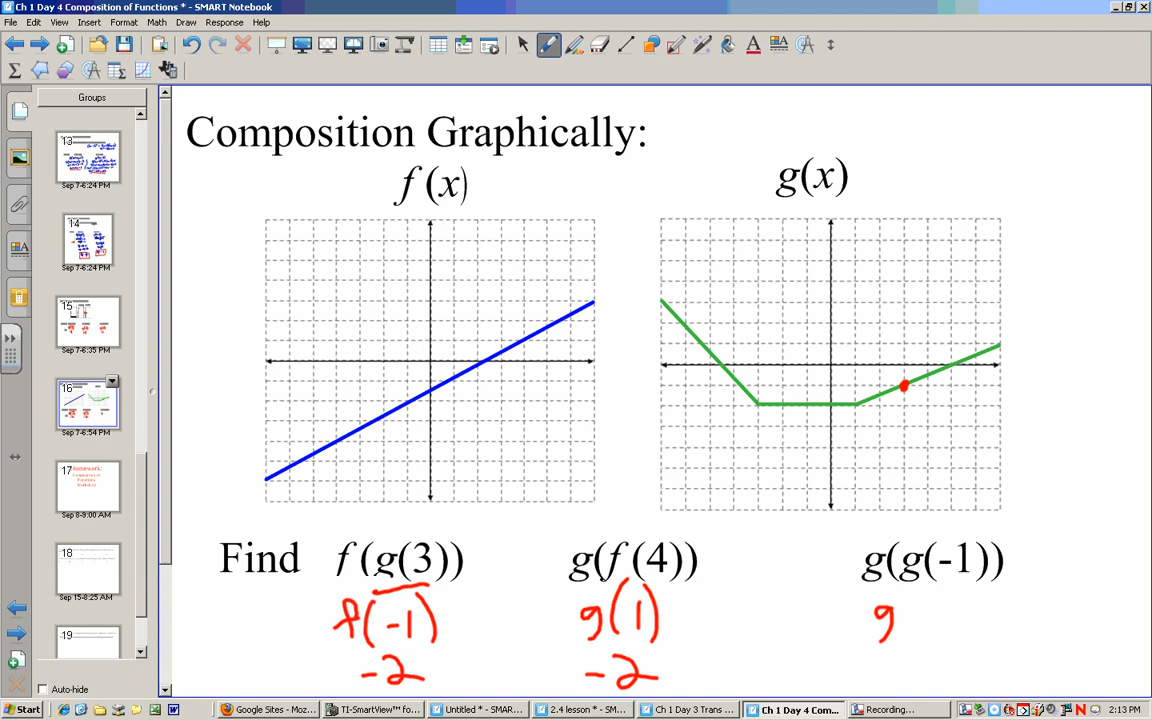 Ch 1 Day 4 Composition of Functions * - SMART Notebook
File Edit View Insert Format Math Draw Response Help
Groups
13
Sep 7-6:24 PM
14
Sep 7-6:24 PM
15
Sep 7-6:35 PM
16
Sep 7-6:54 PM
17
Homework:
Sep 8-9:00 AM
18
Sep 15-8:25 AM
19
Auto-hide
Composition Graphically:
f(x) g(x)
Find f(g(3)) g(f(4)) g(g(-1))
f(-1) g(1) g
-2 -2
Start Google Sites - Moz... TI-SmartView™ fo... Untitled * - SMAR... 2.4 lesson * - SM... Ch 1 Day 3 Trans ... Ch 1 Day 4 Com... Recording... 2:13 PM